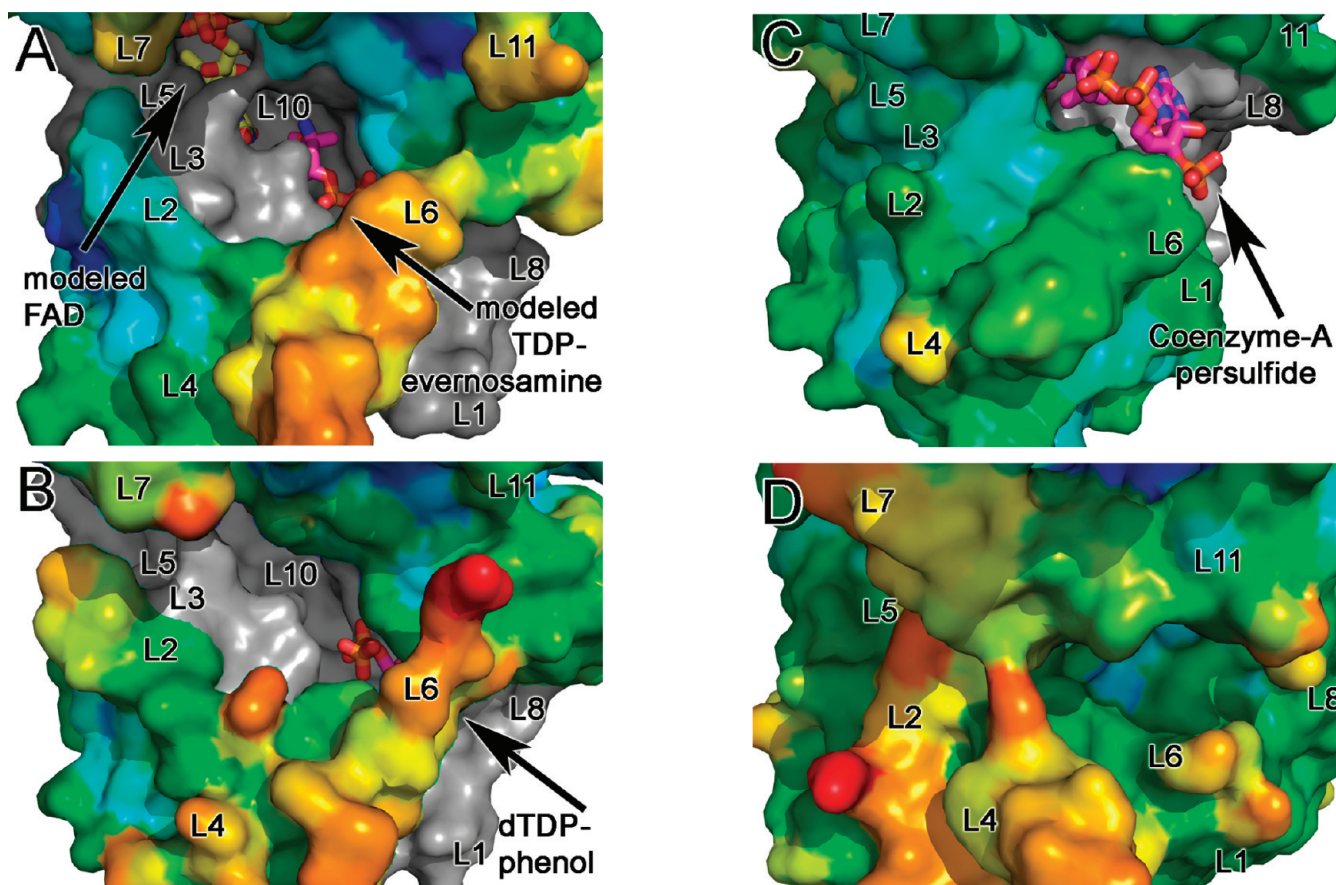 A
L7
L11
L5
L10
L3
L2
L6
modeled
FAD
L8
modeled
TDP-
evernosamine
L4
L1
B
L7
L11
L5
L10
L3
L2
L6
L8
L4
dTDP-
phenol
L1
C
L7
11
L5
L8
L3
L2
L6
L1
L4
Coenzyme-A
persulfide
D
L7
L11
L5
L8
L2
L6
L4
L1